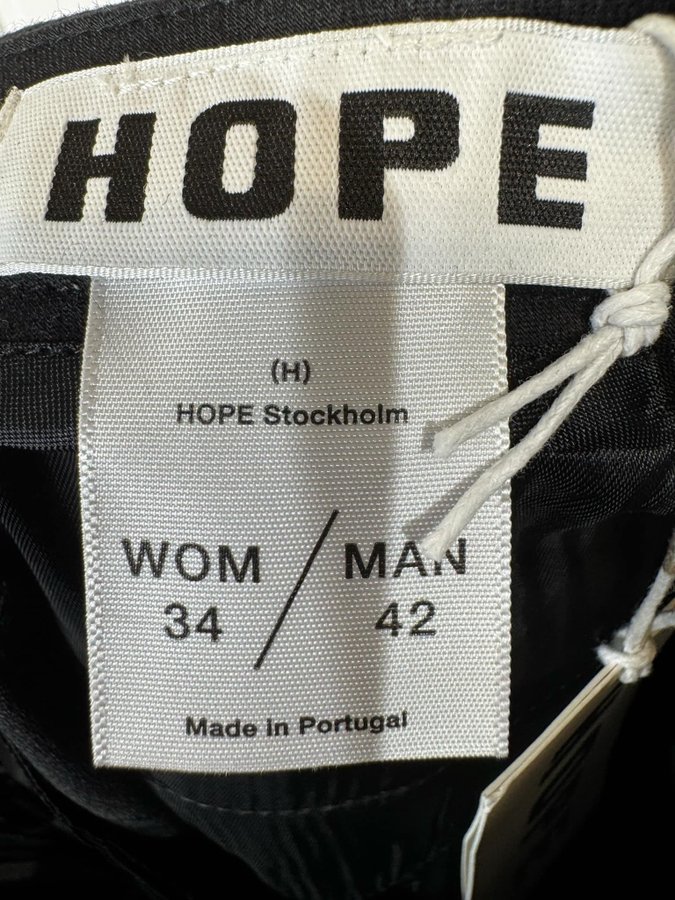 HOPE
(H)
HOPE Stockholm
WOM / MAN
34 42
Made in Portugal